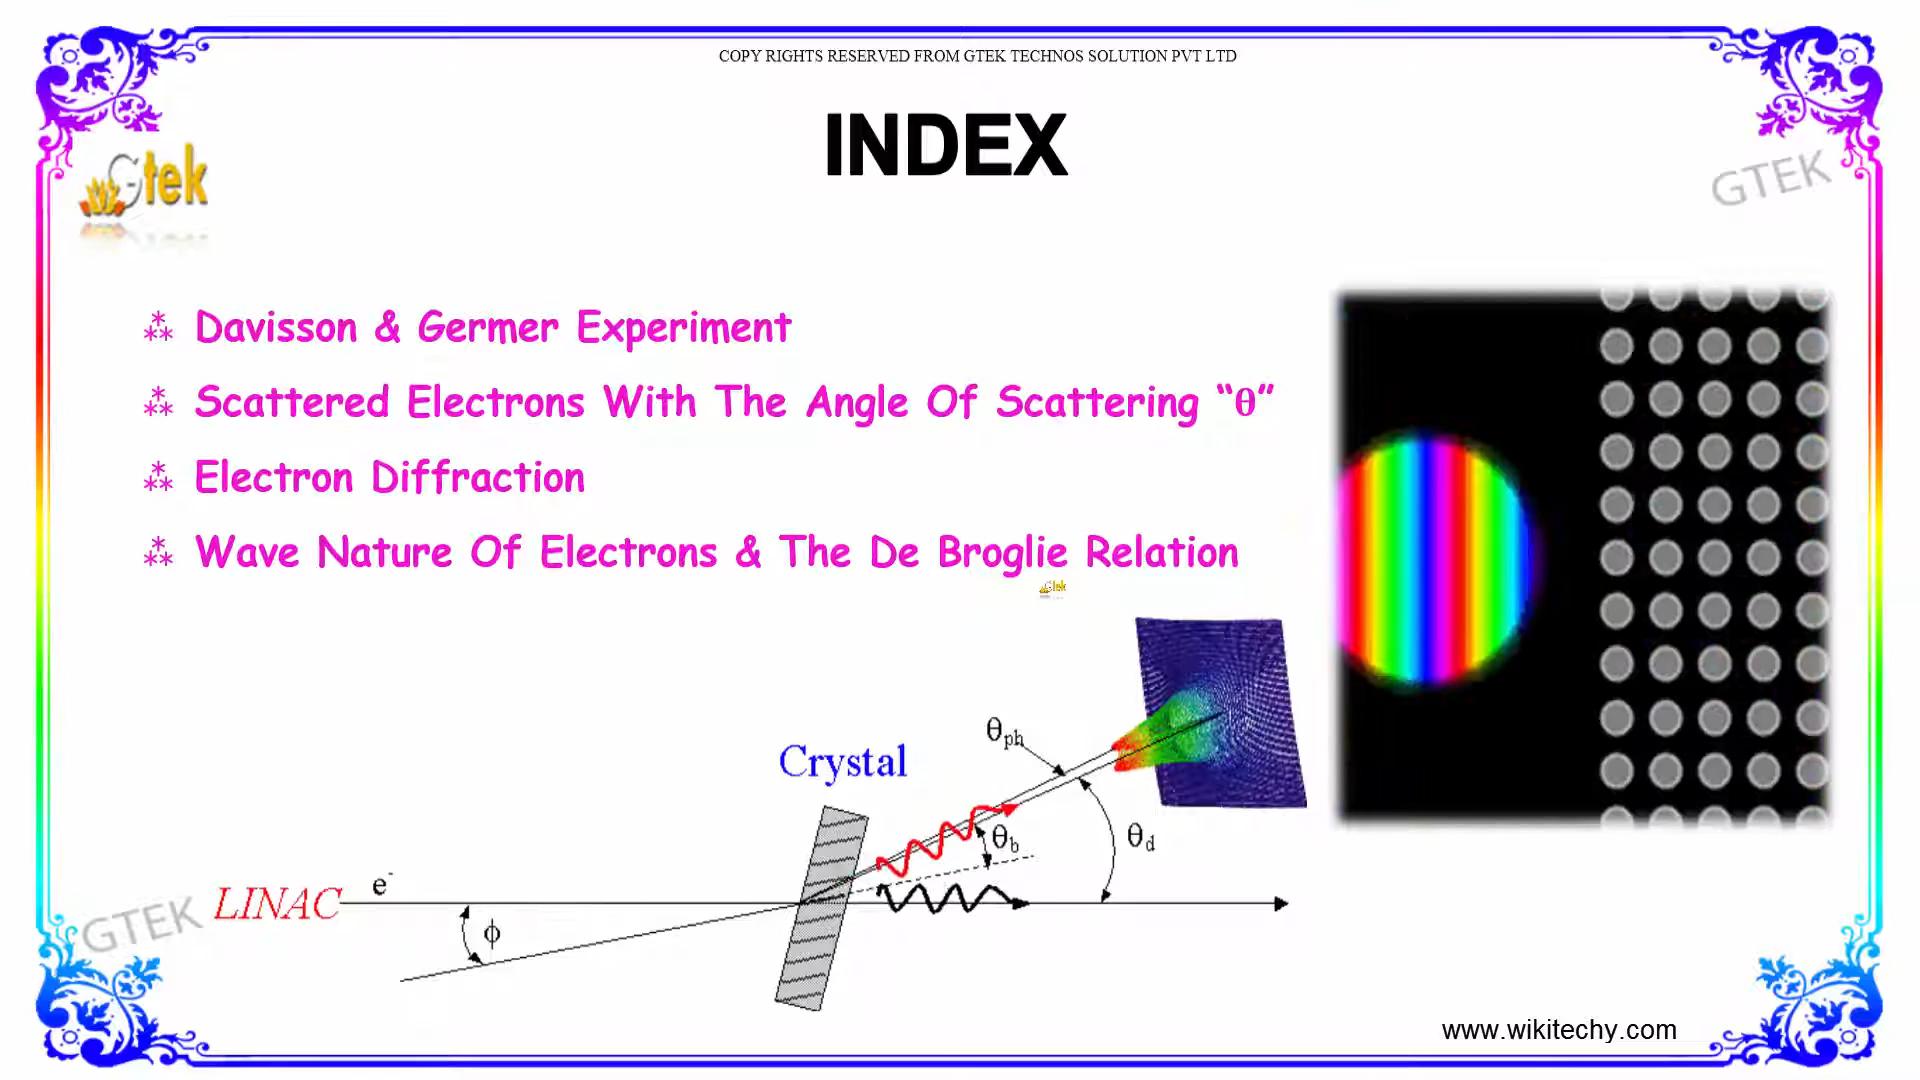 COPY RIGHTS RESERVED FROM GTEK TECHNOS SOLUTION PVT LTD
INDEX
Gtek
GTEK
⁂ Davisson & Germer Experiment
⁂ Scattered Electrons With The Angle Of Scattering “θ”
⁂ Electron Diffraction
⁂ Wave Nature Of Electrons & The De Broglie Relation
Gtek
θph
Crystal
θb
θd
LINAC
e-
ϕ
GTEK
www.wikitechy.com